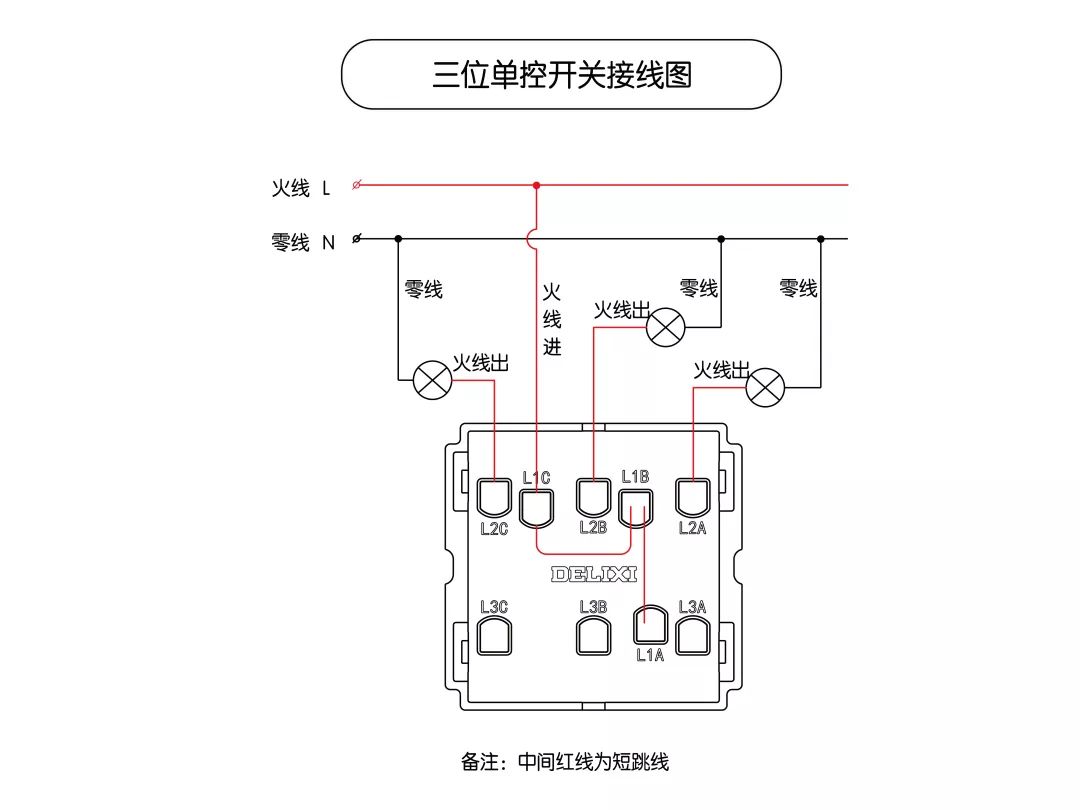 三位单控开关接线图
火线 L
零线 N
零线
火线进
火线出
零线
零线
火线出
火线出
L1C
L1B
L2C
L2B
L2A
DELIXI
L3C
L3B
L3A
L1A
备注：中间红线为短跳线